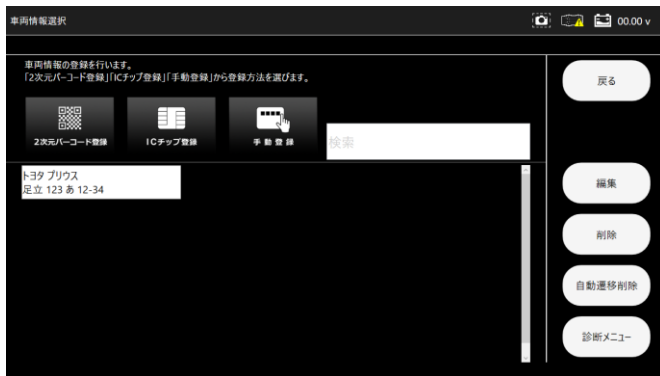 車両情報選択
00.00 v
車両情報の登録を行います。
「2次元バーコード登録」「ICチップ登録」「手動登録」から登録方法を選びます。
戻る
2次元バーコード登録
ICチップ登録
手動登録
検索
トヨタ プリウス
足立 123 あ 12-34
編集
削除
自動遷移削除
診断メニュー